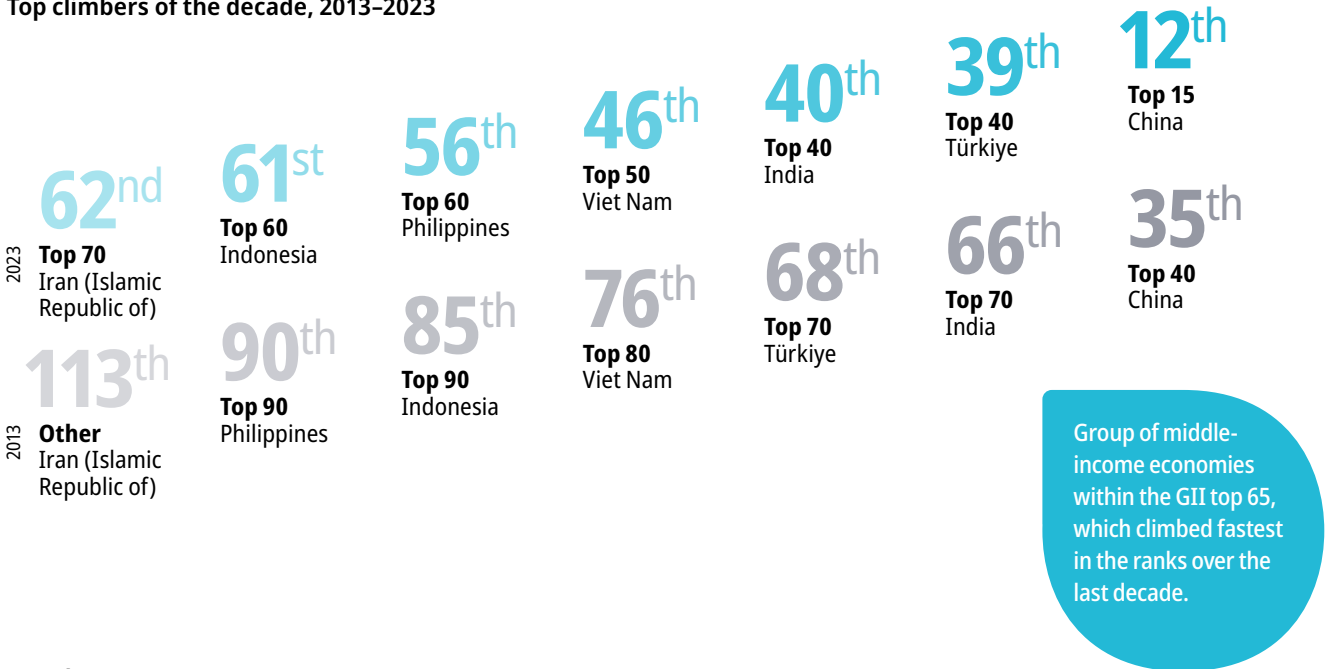 Top climbers of the decade, 2013–2023
2023
62nd
Top 70
Iran (Islamic
Republic of)
61st
Top 60
Indonesia
56th
Top 60
Philippines
46th
Top 50
Viet Nam
40th
Top 40
India
39th
Top 40
Türkiye
12th
Top 15
China
2013
113th
Other
Iran (Islamic
Republic of)
90th
Top 90
Philippines
85th
Top 90
Indonesia
76th
Top 80
Viet Nam
68th
Top 70
Türkiye
66th
Top 70
India
35th
Top 40
China
Group of middle-
income economies
within the GII top 65,
which climbed fastest
in the ranks over the
last decade.